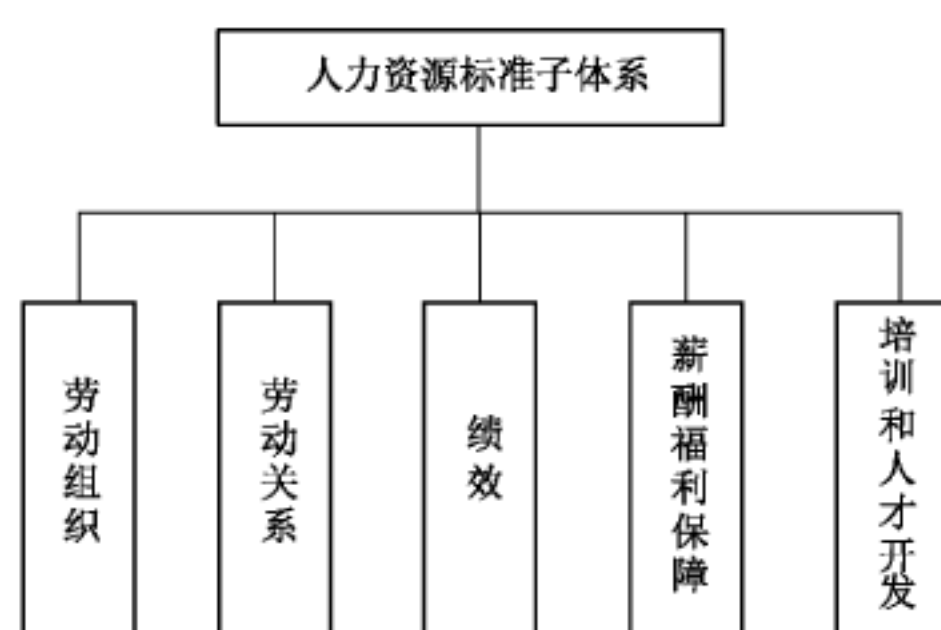 人力资源标准子体系
劳动组织
劳动关系
绩效
薪酬福利保障
培训和人才开发